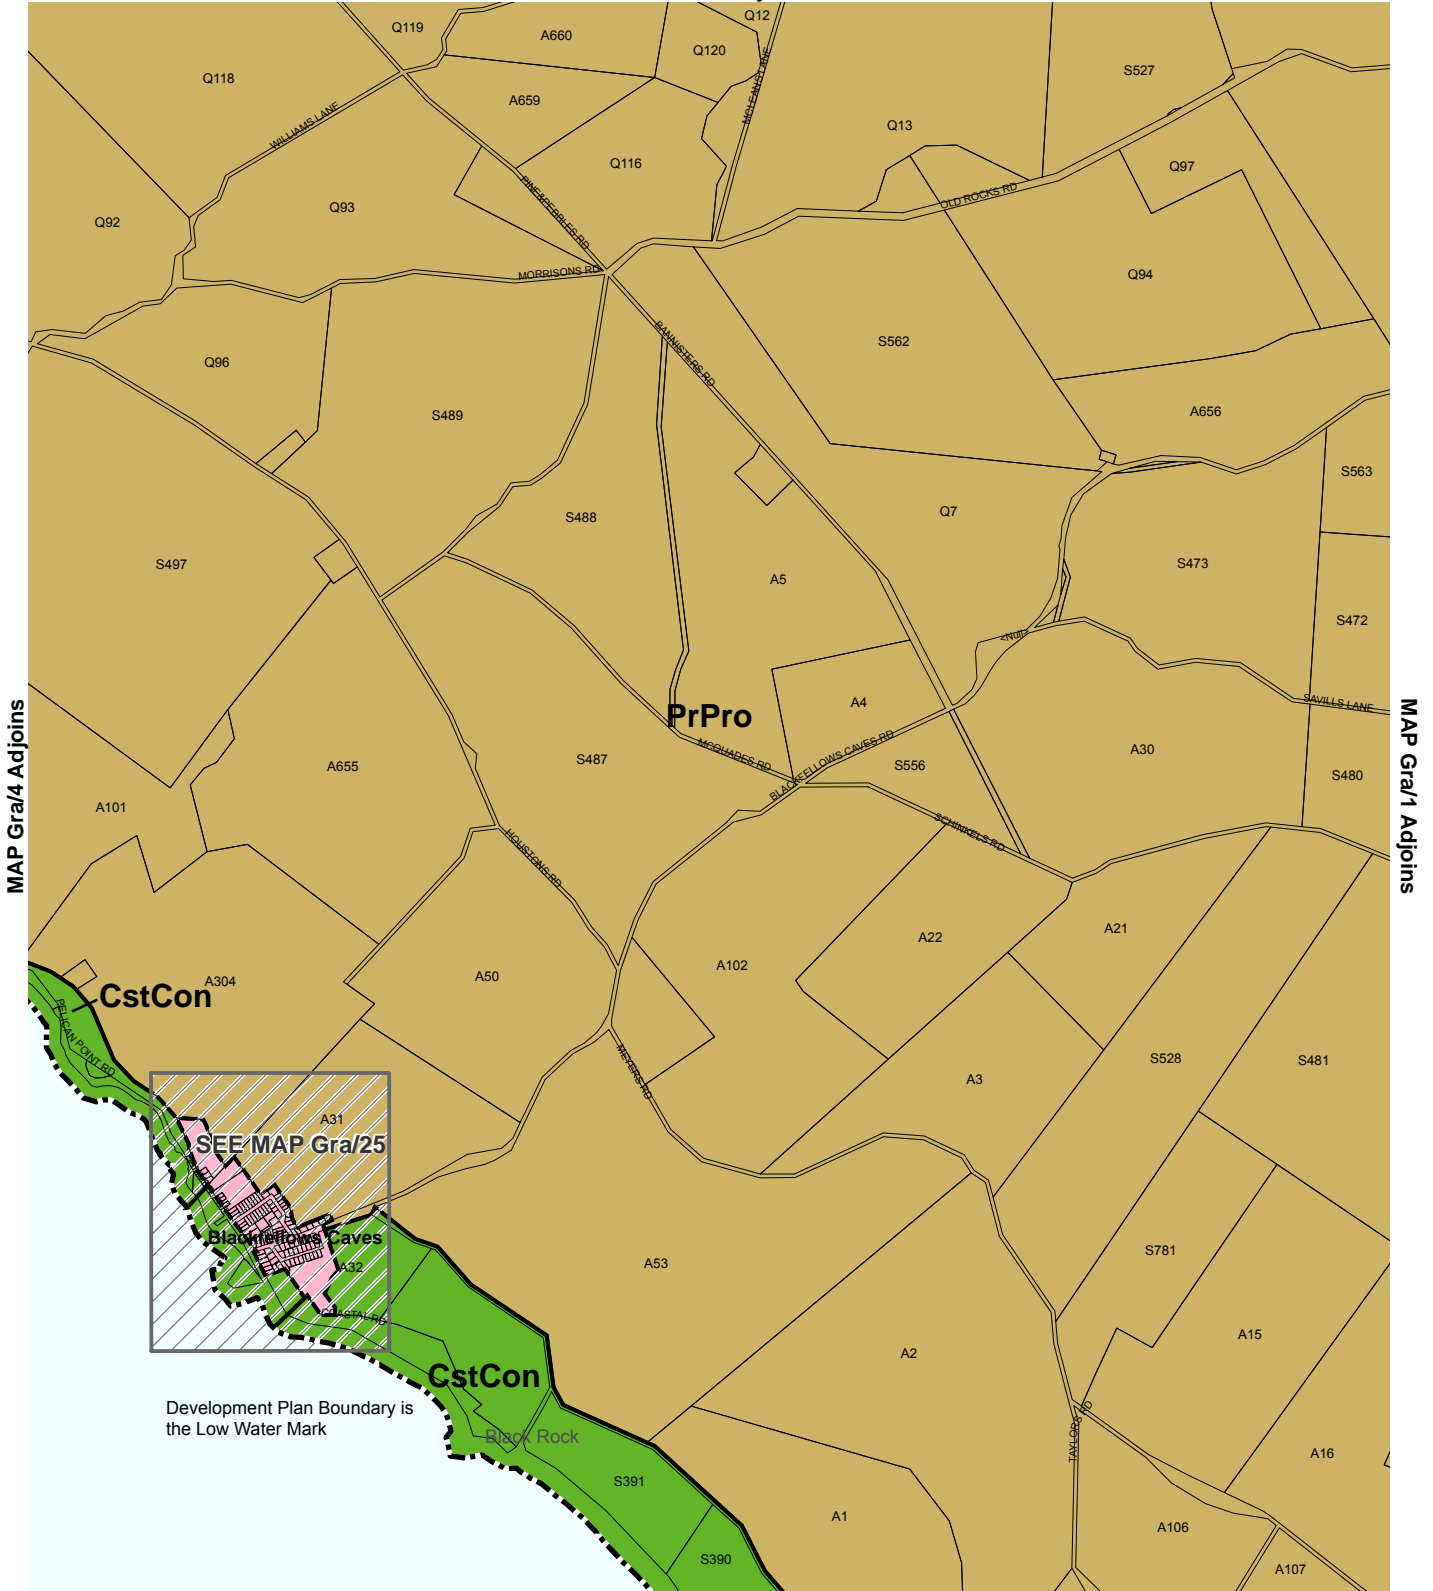 Q12
Q119
A660
Q120
Q118
S527
A659
MCLEANS LANE
WILLIAMS LANE
Q13
Q116
Q97
PINE&PEBBLES RD
OLD ROCKS RD
Q92
Q93
MORRISONS RD
Q94
BANNISTERS RD
S562
Q96
S489
A656
S563
S488
Q7
S497
A5
S473
S472
<Null>
MAP Gra/4 Adjoins
MAP Gra/1 Adjoins
SAVILLS LANE
A4
PrPro
MCQUADES RD
BLACKFELLOWS CAVES RD
A655
S487
S556
A30
S480
A101
HOUSTONS RD
SCHINKELS RD
A22
A21
A304
A50
A102
CstCon
PELICAN POINT RD
MEYERS RD
A3
S528
S481
A31
SEE MAP Gra/25
Blackfellows Caves
A32
A53
S781
COASTAL RD
A2
A15
CstCon
Development Plan Boundary is
the Low Water Mark
Black Rock
TAYLORS RD
A16
S391
A1
A106
S390
A107